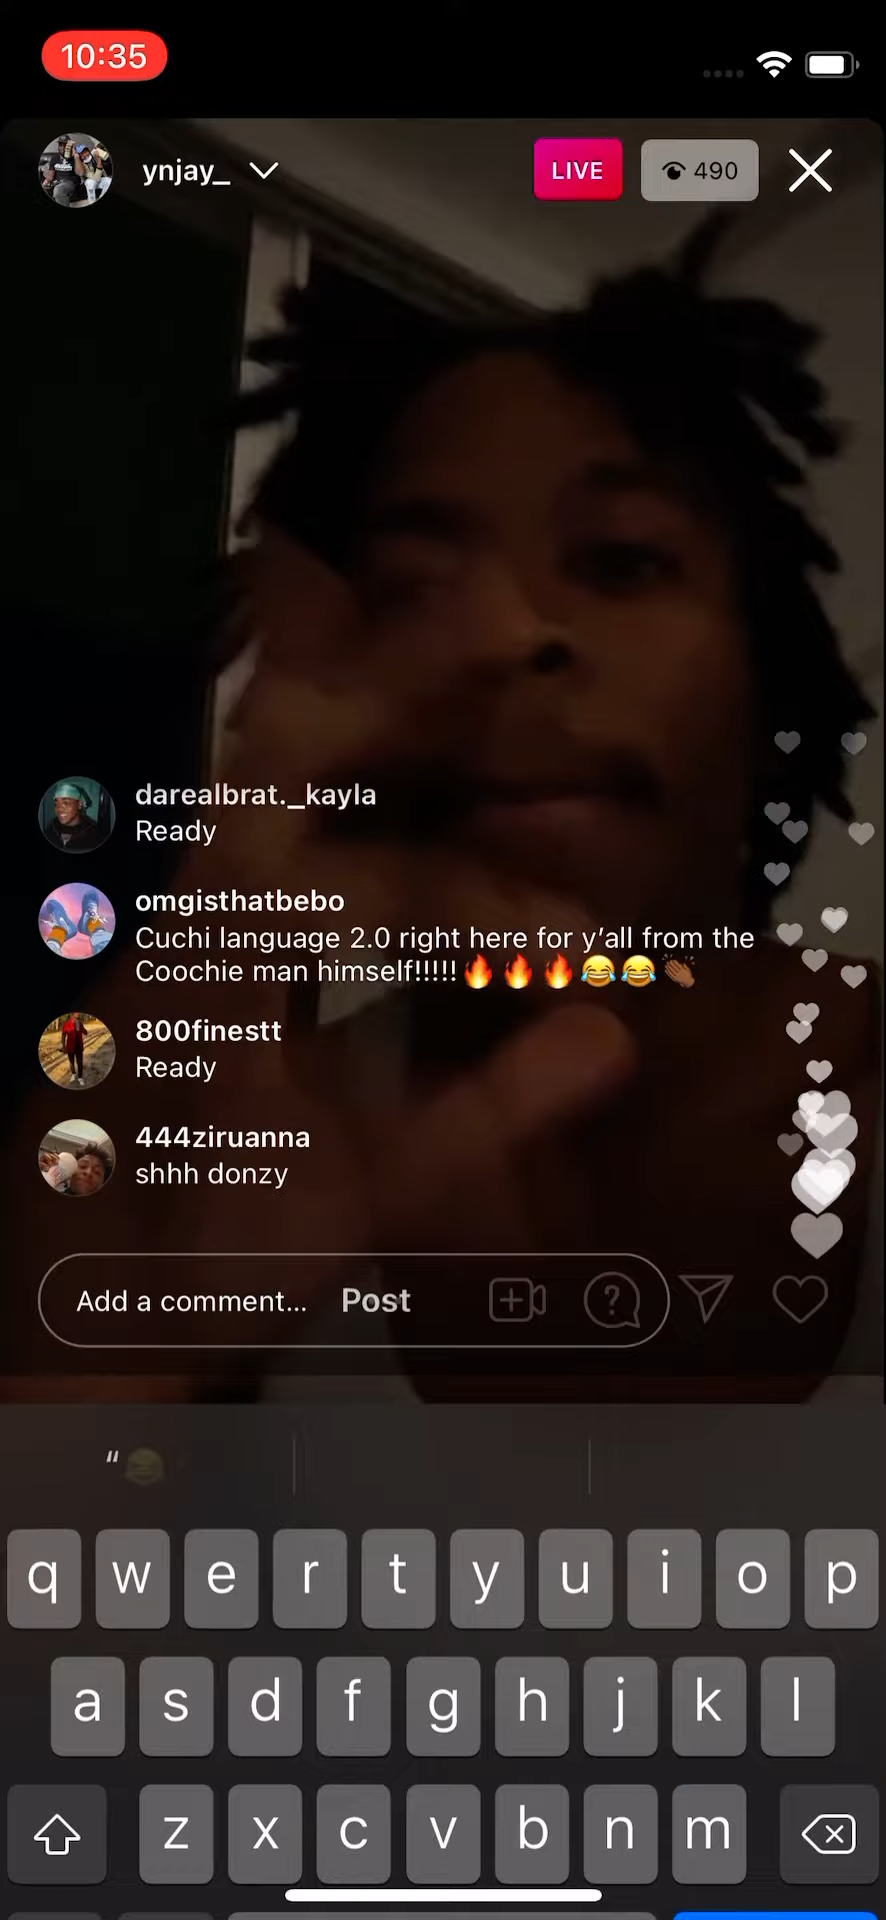 10:35
ynjay_
LIVE
490
darealbrat._kayla
Ready
omgisthatbebo
Cuchi language 2.0 right here for y’all from the
Coochie man himself!!!!!🔥🔥🔥😂😂👏🏽
800finestt
Ready
444ziruanna
shhh donzy
Add a comment... Post
“😂
q w e r t y u i o p
a s d f g h j k l
z x c v b n m